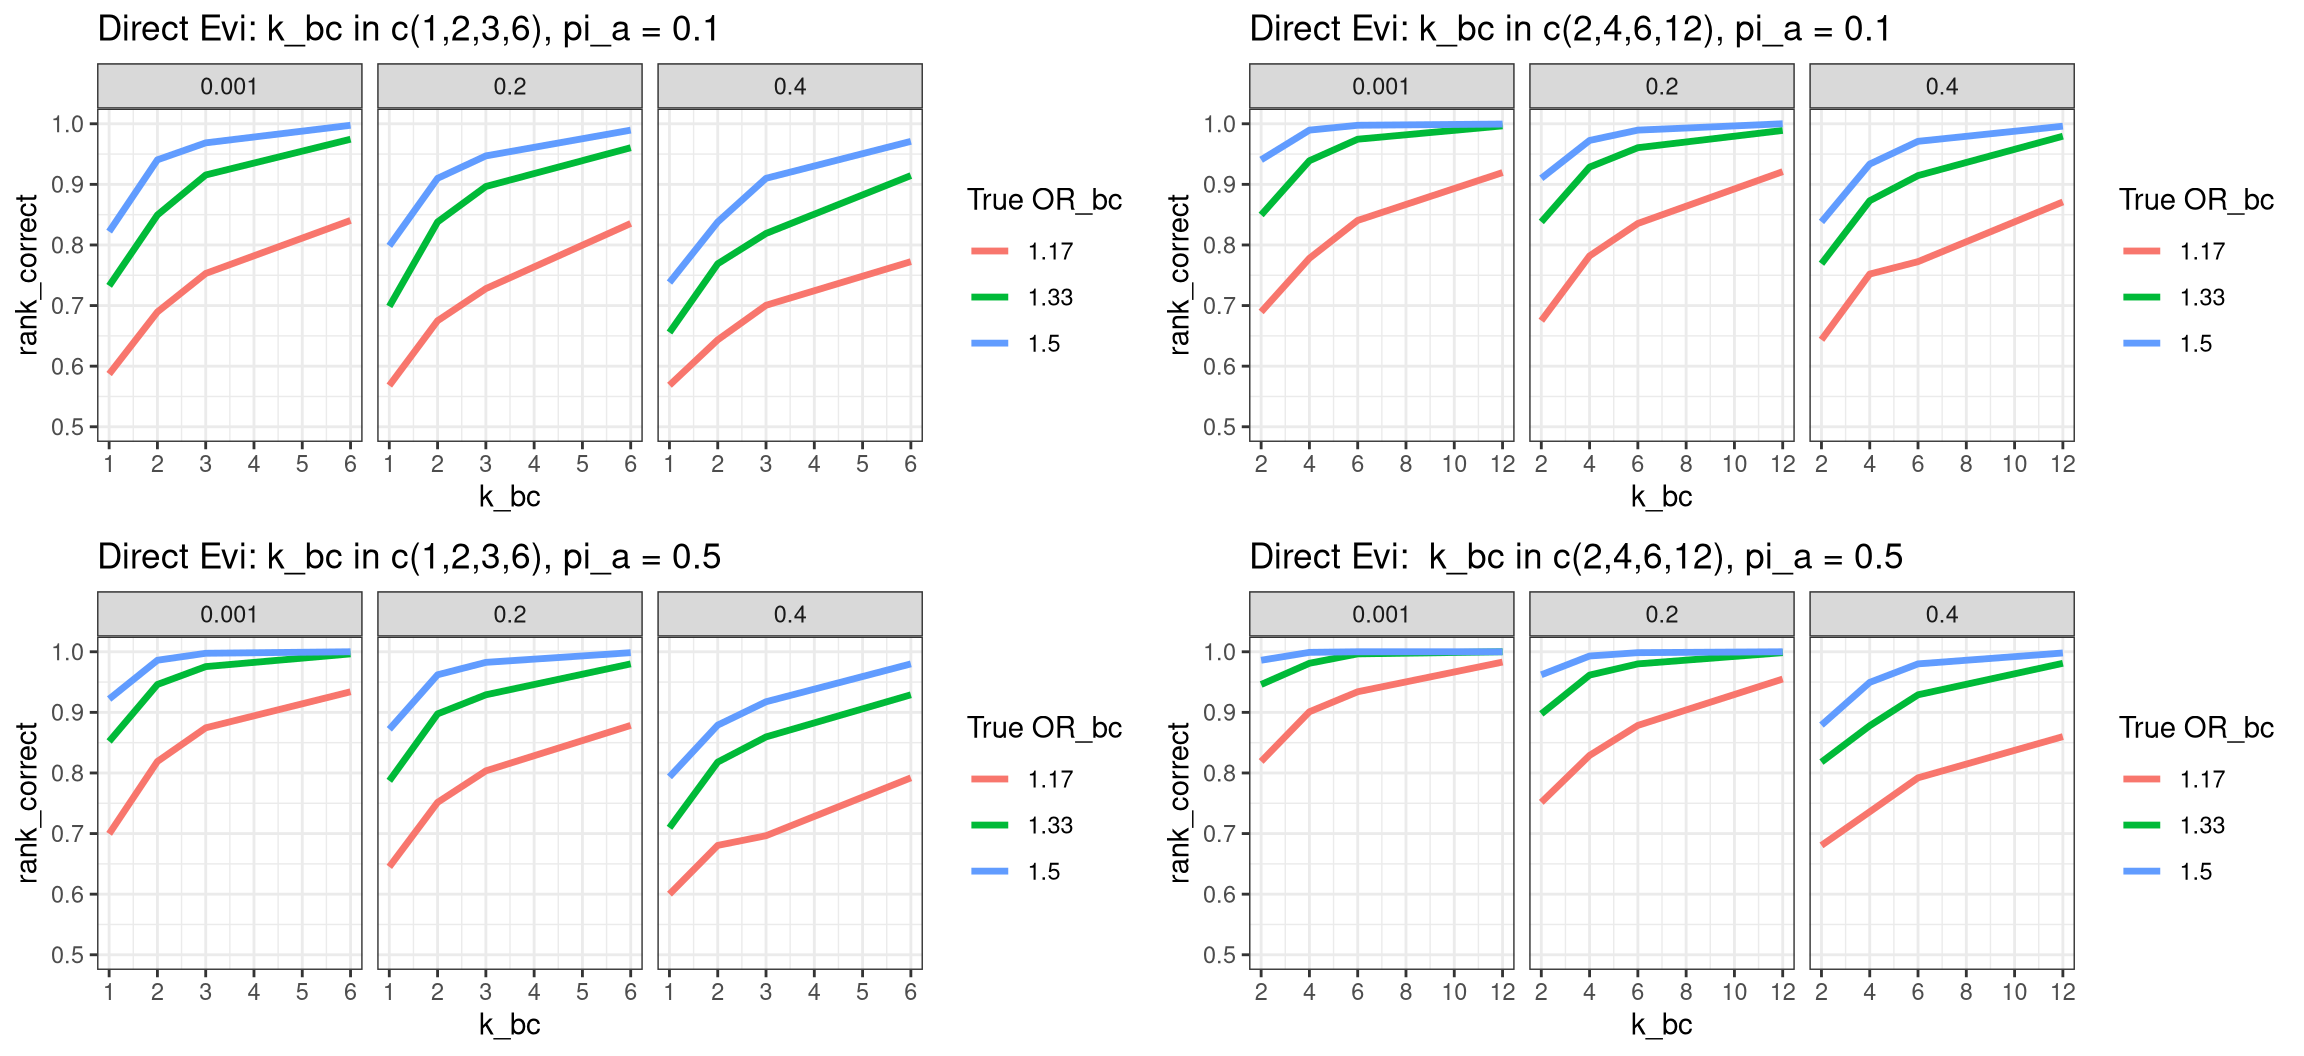 Direct Evi: k_bc in c(1,2,3,6), pi_a = 0.1
0.001 0.2 0.4
1.0
0.9
0.8
0.7
0.6
0.5
rank_correct
1 2 3 4 5 6 1 2 3 4 5 6 1 2 3 4 5 6
k_bc
True OR_bc
1.17
1.33
1.5
Direct Evi: k_bc in c(2,4,6,12), pi_a = 0.1
0.001 0.2 0.4
1.0
0.9
0.8
0.7
0.6
0.5
rank_correct
2 4 6 8 10 12 2 4 6 8 10 12 2 4 6 8 10 12
k_bc
True OR_bc
1.17
1.33
1.5
Direct Evi: k_bc in c(1,2,3,6), pi_a = 0.5
0.001 0.2 0.4
1.0
0.9
0.8
0.7
0.6
0.5
rank_correct
1 2 3 4 5 6 1 2 3 4 5 6 1 2 3 4 5 6
k_bc
True OR_bc
1.17
1.33
1.5
Direct Evi:  k_bc in c(2,4,6,12), pi_a = 0.5
0.001 0.2 0.4
1.0
0.9
0.8
0.7
0.6
0.5
rank_correct
2 4 6 8 10 12 2 4 6 8 10 12 2 4 6 8 10 12
k_bc
True OR_bc
1.17
1.33
1.5